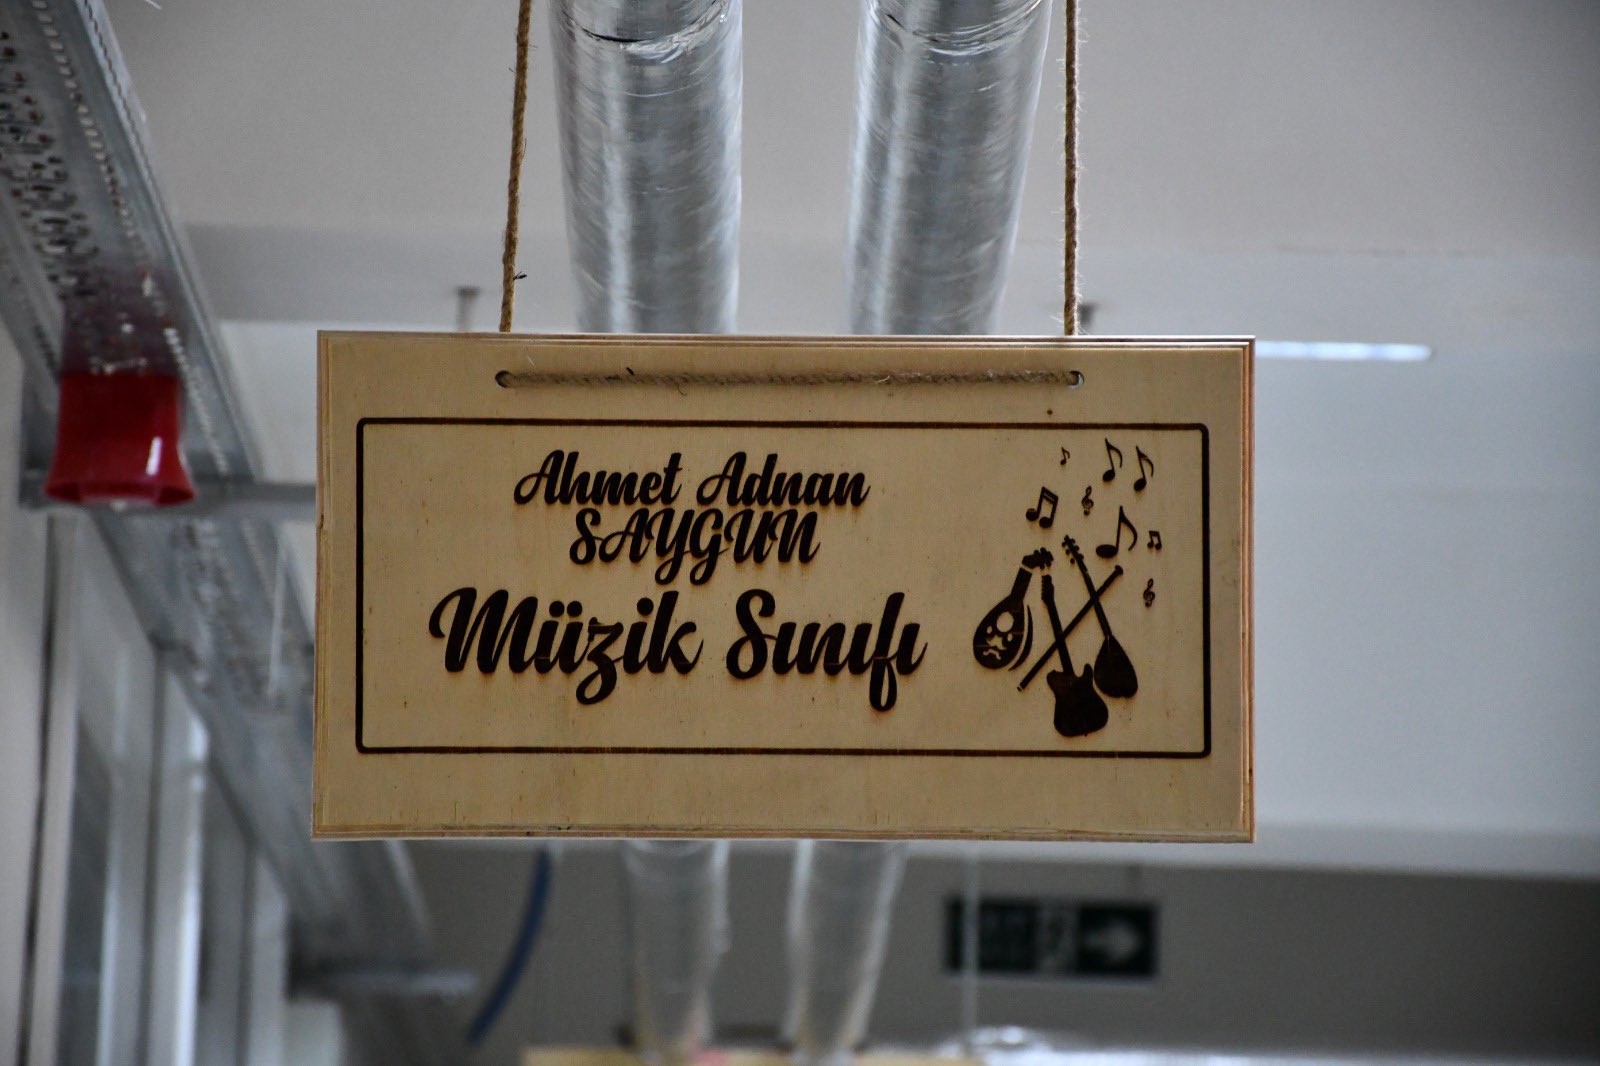 Ahmet Adnan
SAYGUN
Müzik Sınıfı